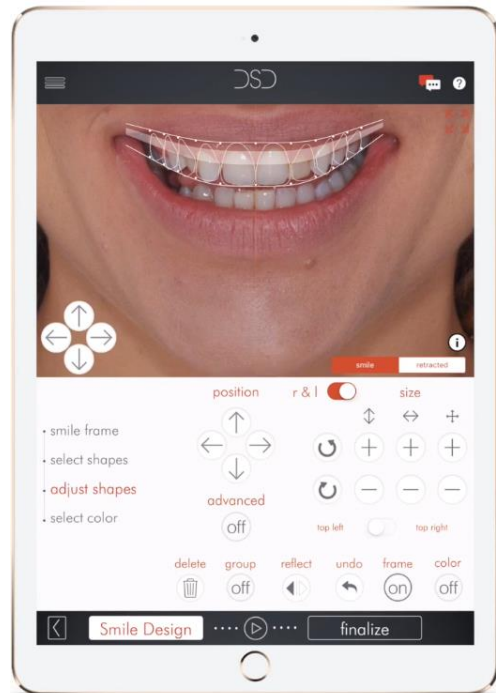 DSD
?
i
smile retracted
position r & l size
• smile frame
• select shapes
• adjust shapes
• select color
advanced
off
top left top right
delete group reflect undo frame color
off on off
Smile Design finalize